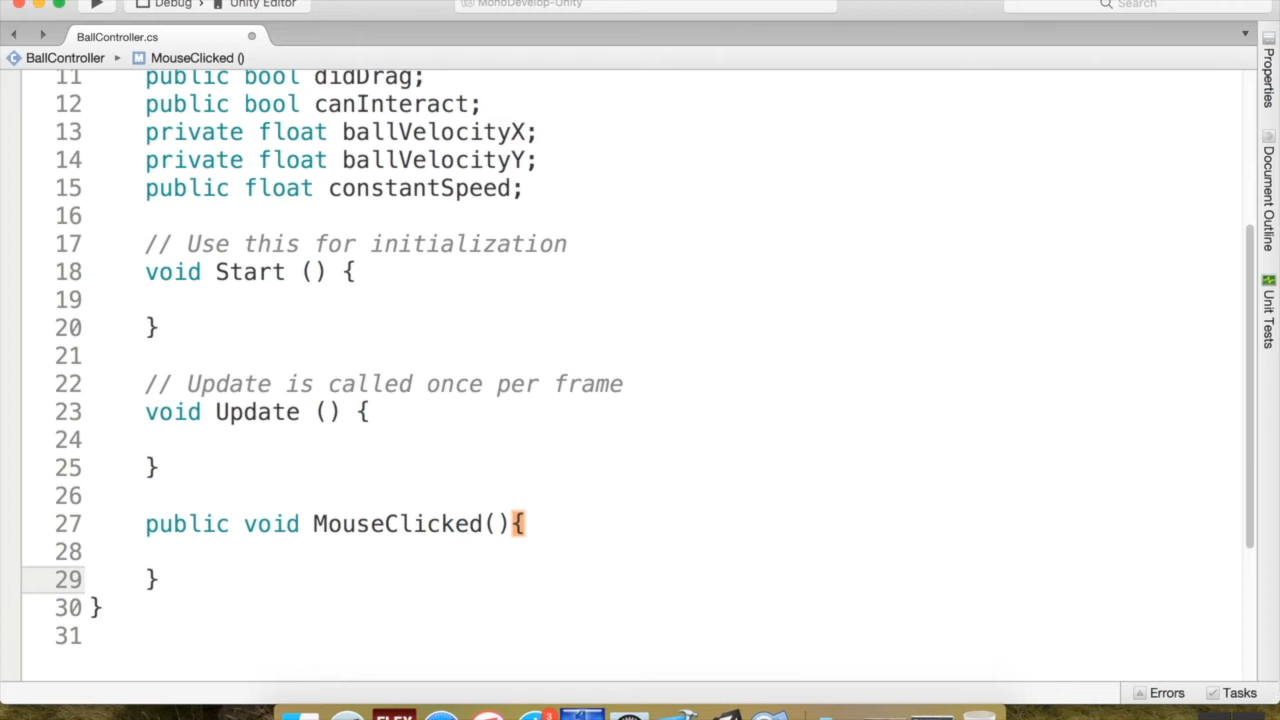 Debug
Unity Editor
MonoDevelop-Unity
Search
BallController.cs
BallController
M
MouseClicked ()
11 public bool didDrag;
12 public bool canInteract;
13 private float ballVelocityX;
14 private float ballVelocityY;
15 public float constantSpeed;
16
17 // Use this for initialization
18 void Start () {
19
20 }
21
22 // Update is called once per frame
23 void Update () {
24
25 }
26
27 public void MouseClicked(){
28
29 }
30 }
31
Properties
Document Outline
Unit Tests
Errors
Tasks
FLEX
3